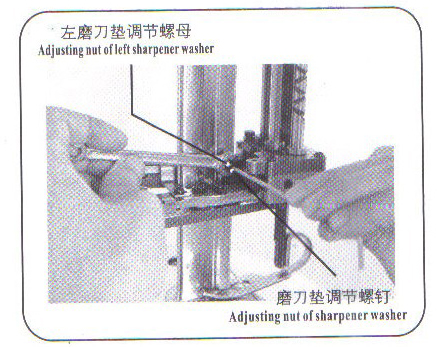 左磨刀垫调节螺母
Adjusting nut of left sharpener washer
磨刀垫调节螺钉
Adjusting nut of sharpener washer